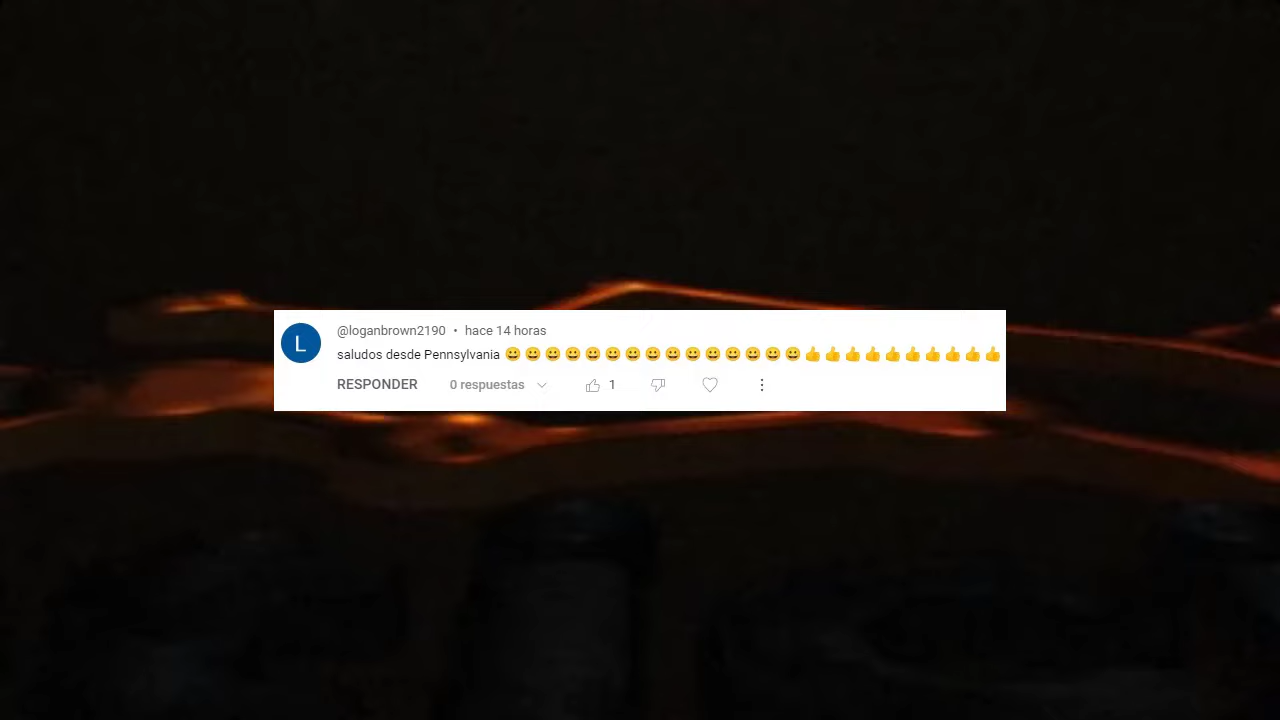 L
@loganbrown2190 • hace 14 horas
saludos desde Pennsylvania 😀😀😀😀😀😀😀😀😀😀😀😀😀😀😀👍👍👍👍👍👍👍👍👍👍
RESPONDER 0 respuestas 1